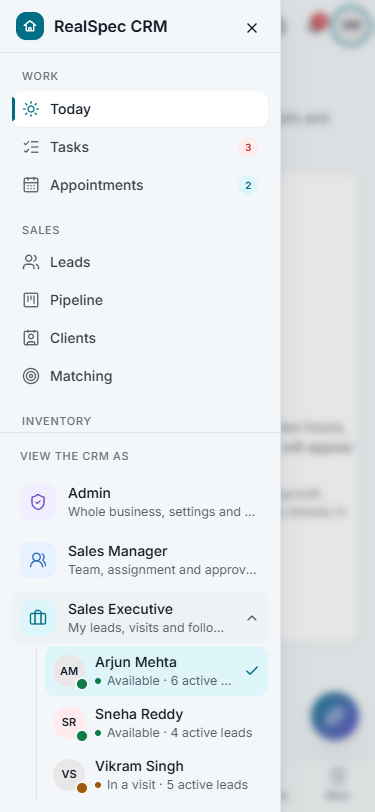 RealSpec CRM
WORK
Today
Tasks 3
Appointments 2
SALES
Leads
Pipeline
Clients
Matching
INVENTORY
VIEW THE CRM AS
Admin
Whole business, settings and ...
Sales Manager
Team, assignment and approv...
Sales Executive
My leads, visits and follo...
AM Arjun Mehta
Available · 6 active ...
SR Sneha Reddy
Available · 4 active leads
VS Vikram Singh
In a visit · 5 active leads